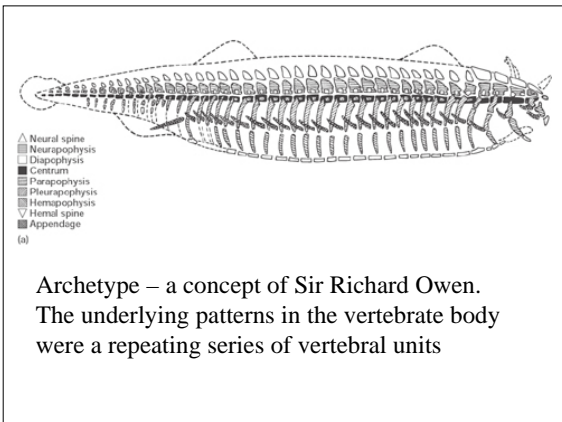 Neural spine
Neurapophysis
Diapophysis
Centrum
Parapophysis
Pleurapophysis
Hemapophysis
Hemal spine
Appendage
(a)
Archetype – a concept of Sir Richard Owen.
The underlying patterns in the vertebrate body
were a repeating series of vertebral units